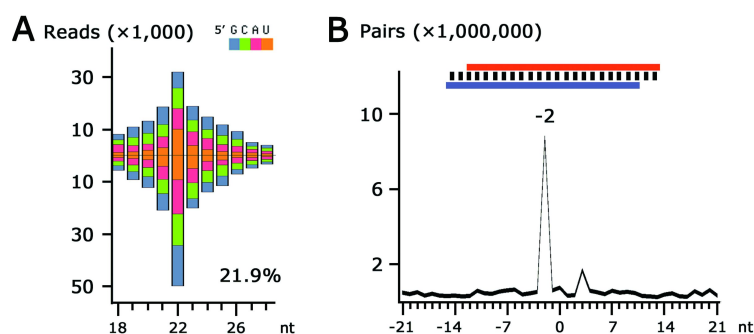 A Reads (×1,000) 5' G C A U
30
10
10
30
50
21.9%
18 22 26 nt
B Pairs (×1,000,000)
-2
10
6
2
-21 -14 -7 0 7 14 21 nt